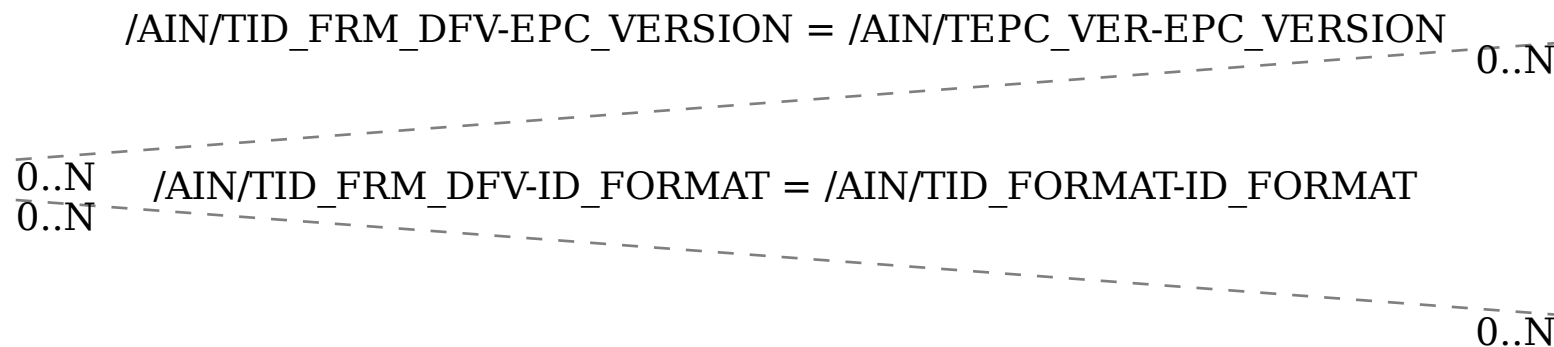 /AIN/TID_FRM_DFV-EPC_VERSION = /AIN/TEPC_VER-EPC_VERSION
0..N
0..N
/AIN/TID_FRM_DFV-ID_FORMAT = /AIN/TID_FORMAT-ID_FORMAT
0..N
0..N